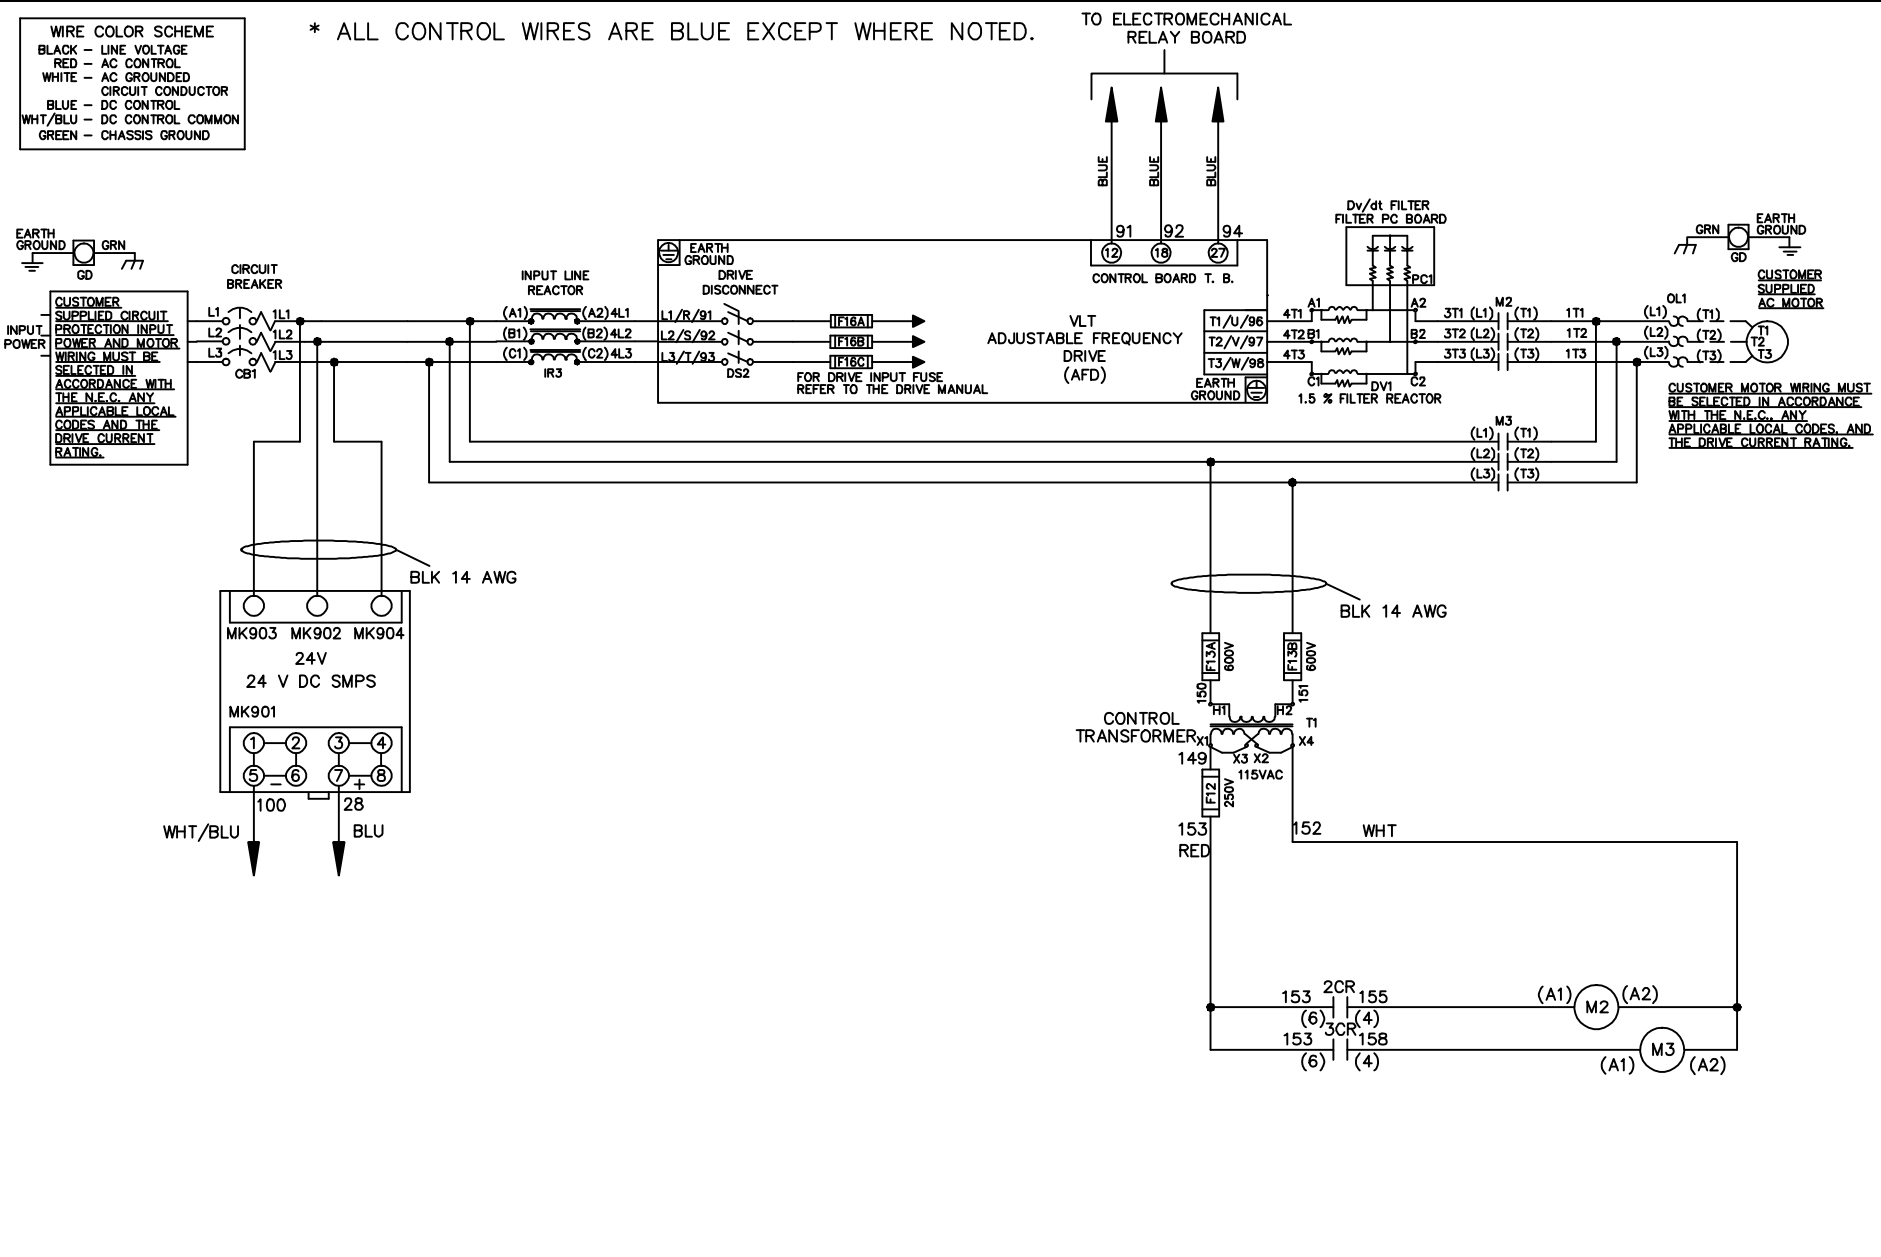 WIRE COLOR SCHEME
BLACK – LINE VOLTAGE
RED – AC CONTROL
WHITE – AC GROUNDED
CIRCUIT CONDUCTOR
BLUE – DC CONTROL
WHT/BLU – DC CONTROL COMMON
GREEN – CHASSIS GROUND
* ALL CONTROL WIRES ARE BLUE EXCEPT WHERE NOTED.
TO ELECTROMECHANICAL
RELAY BOARD
BLUE
BLUE
BLUE
91
92
94
12
18
27
CONTROL BOARD T. B.
EARTH
GROUND
GRN
GD
INPUT
POWER
CUSTOMER
SUPPLIED CIRCUIT
PROTECTION INPUT
POWER AND MOTOR
WIRING MUST BE
SELECTED IN
ACCORDANCE WITH
THE N.E.C. ANY
APPLICABLE LOCAL
CODES AND THE
DRIVE CURRENT
RATING.
CIRCUIT
BREAKER
L1
1L1
L2
1L2
L3
1L3
CB1
INPUT LINE
REACTOR
(A1)
(A2)
4L1
(B1)
(B2)
4L2
(C1)
(C2)
4L3
IR3
EARTH
GROUND
DRIVE
DISCONNECT
L1/R/91
L2/S/92
L3/T/93
DS2
F16A
F16B
F16C
FOR DRIVE INPUT FUSE
REFER TO THE DRIVE MANUAL
VLT
ADJUSTABLE FREQUENCY
DRIVE
(AFD)
T1/U/96
T2/V/97
T3/W/98
EARTH
GROUND
Dv/dt FILTER
FILTER PC BOARD
PC1
4T1
A1
A2
4T2
B1
B2
4T3
C1
C2
DV1
1.5 % FILTER REACTOR
M2
3T1 (L1)
(T1)
1T1
3T2 (L2)
(T2)
1T2
3T3 (L3)
(T3)
1T3
OL1
(L1)
(T1)
(L2)
(T2)
(L3)
(T3)
T1
T2
T3
GRN
GD
EARTH
GROUND
CUSTOMER
SUPPLIED
AC MOTOR
CUSTOMER MOTOR WIRING MUST
BE SELECTED IN ACCORDANCE
WITH THE N.E.C., ANY
APPLICABLE LOCAL CODES, AND
THE DRIVE CURRENT RATING.
M3
(L1)
(T1)
(L2)
(T2)
(L3)
(T3)
BLK 14 AWG
MK903
MK902
MK904
24V
24 V DC SMPS
MK901
1
2
3
4
5
–
6
7
+
8
100
28
WHT/BLU
BLU
BLK 14 AWG
F13A
600V
F13B
600V
150
151
H1
H2
T1
CONTROL
TRANSFORMER
X1
X3 X2
X4
149
115VAC
F12
250V
153
RED
152
WHT
153
2CR
155
(6)
(4)
(A1)
M2
(A2)
153
3CR
158
(6)
(4)
(A1)
M3
(A2)